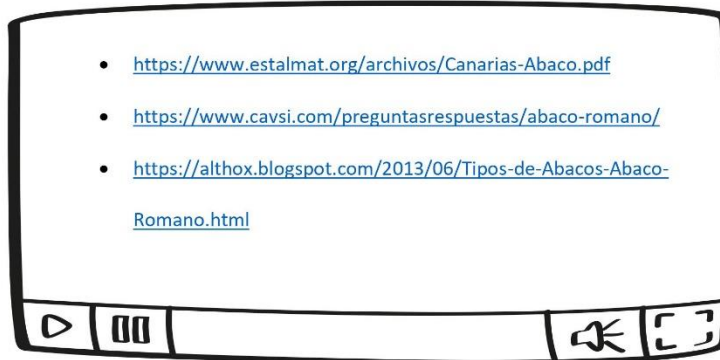 • https://www.estalmat.org/archivos/Canarias-Abaco.pdf
• https://www.cavsi.com/preguntasrespuestas/abaco-romano/
• https://althox.blogspot.com/2013/06/Tipos-de-Abacos-Abaco-
Romano.html